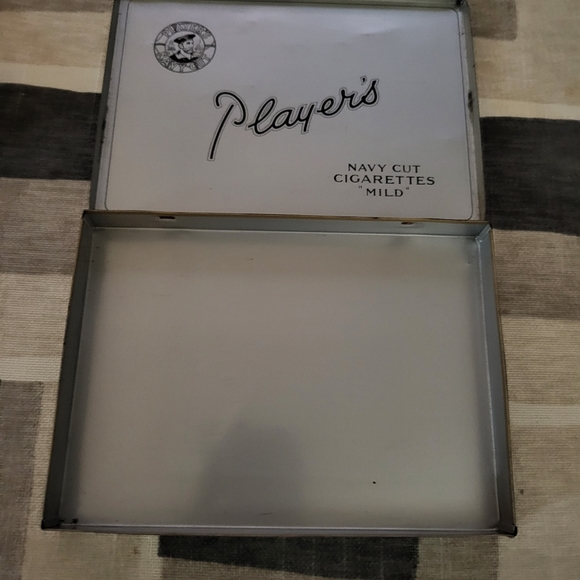 Player's
NAVY CUT
CIGARETTES
"MILD"